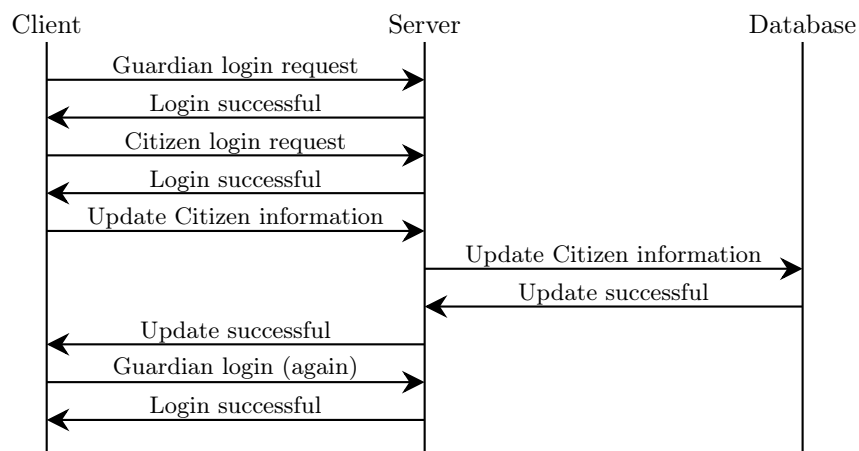 Client Server Database
Guardian login request
Login successful
Citizen login request
Login successful
Update Citizen information
Update Citizen information
Update successful
Update successful
Guardian login (again)
Login successful